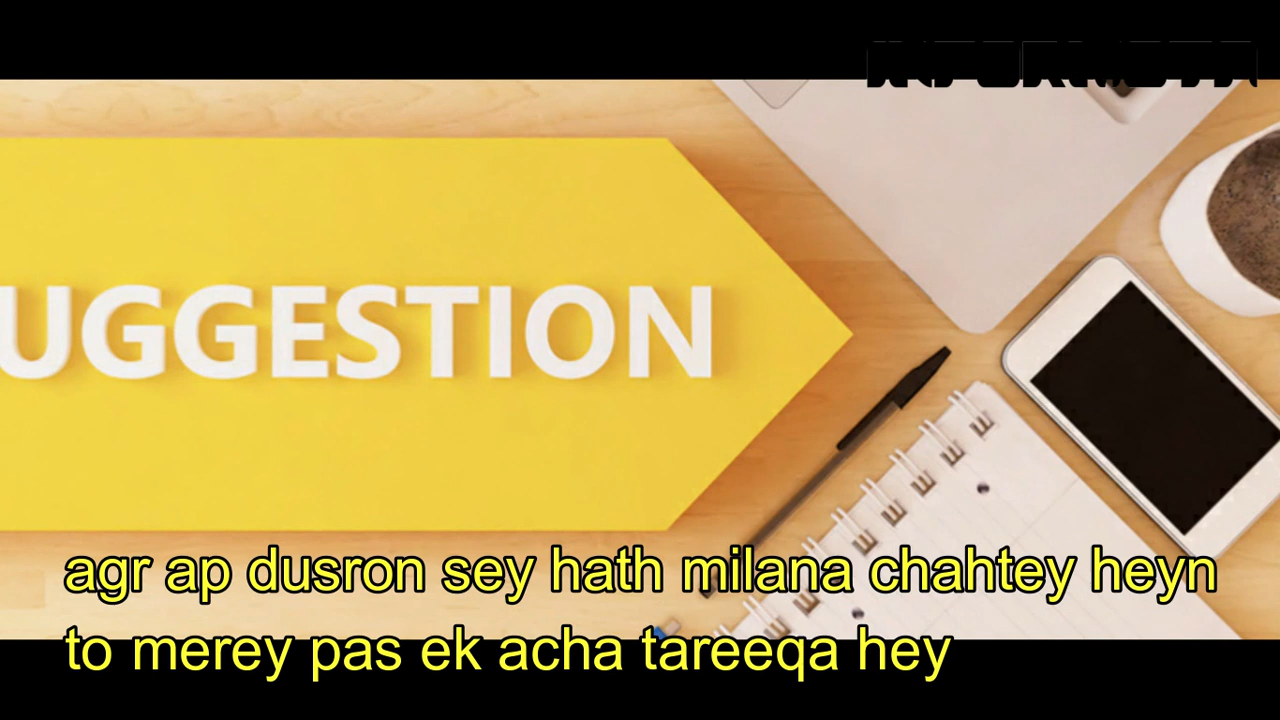 UGGESTION
agr ap dusron sey hath milana chahtey heyn
to merey pas ek acha tareeqa hey